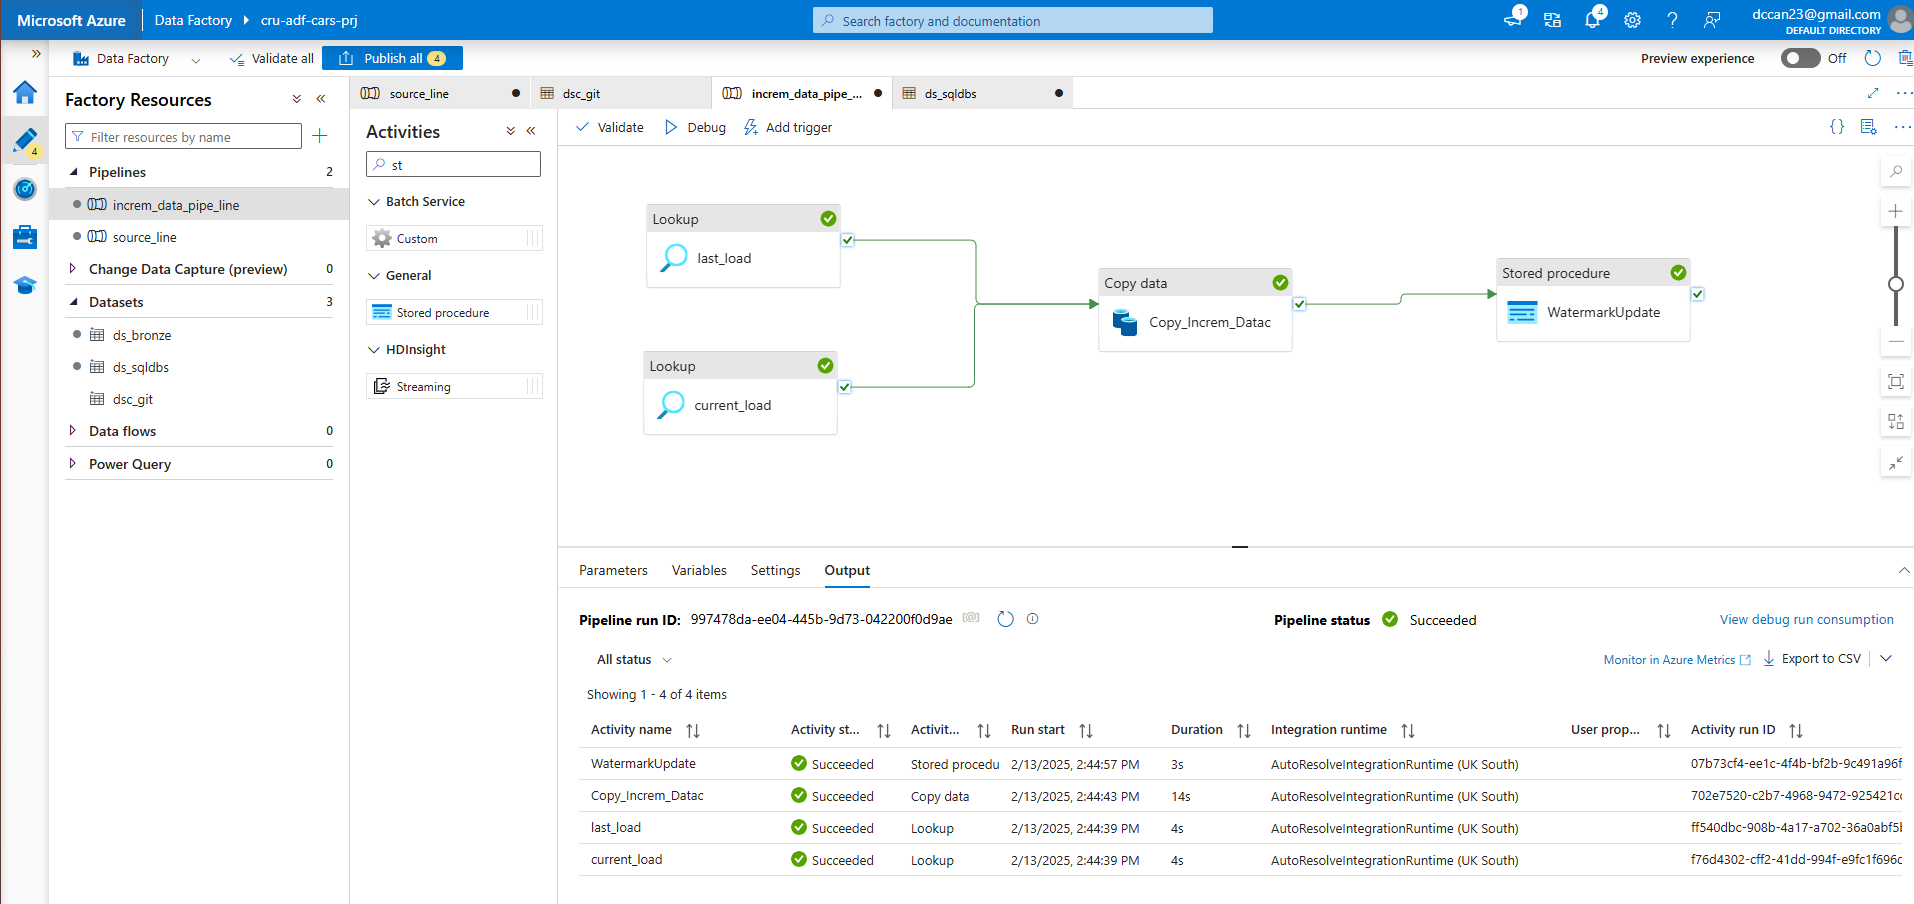 Microsoft Azure
Data Factory
cru-adf-cars-prj
Search factory and documentation
1
4
dccan23@gmail.com
DEFAULT DIRECTORY
Data Factory
Validate all
Publish all 4
Preview experience
Off
4
Factory Resources
Filter resources by name
Pipelines 2
increm_data_pipe_line
source_line
Change Data Capture (preview) 0
Datasets 3
ds_bronze
ds_sqldbs
dsc_git
Data flows 0
Power Query 0
source_line
dsc_git
increm_data_pipe_...
ds_sqldbs
Activities
st
Batch Service
Custom
General
Stored procedure
HDInsight
Streaming
Validate
Debug
Add trigger
Lookup
last_load
Lookup
current_load
Copy data
Copy_Increm_Datac
Stored procedure
WatermarkUpdate
Parameters
Variables
Settings
Output
Pipeline run ID: 997478da-ee04-445b-9d73-042200f0d9ae
Pipeline status Succeeded
View debug run consumption
All status
Monitor in Azure Metrics
Export to CSV
Showing 1 - 4 of 4 items
Activity name Activity st... Activit... Run start Duration Integration runtime User prop... Activity run ID
WatermarkUpdate Succeeded Stored procedu 2/13/2025, 2:44:57 PM 3s AutoResolveIntegrationRuntime (UK South) 07b73cf4-ee1c-4f4b-bf2b-9c491a96f
Copy_Increm_Datac Succeeded Copy data 2/13/2025, 2:44:43 PM 14s AutoResolveIntegrationRuntime (UK South) 702e7520-c2b7-4968-9472-925421cc
last_load Succeeded Lookup 2/13/2025, 2:44:39 PM 4s AutoResolveIntegrationRuntime (UK South) ff540dbc-908b-4a17-a702-36a0abf5b
current_load Succeeded Lookup 2/13/2025, 2:44:39 PM 4s AutoResolveIntegrationRuntime (UK South) f76d4302-cff2-41dd-994f-e9fc1f696c